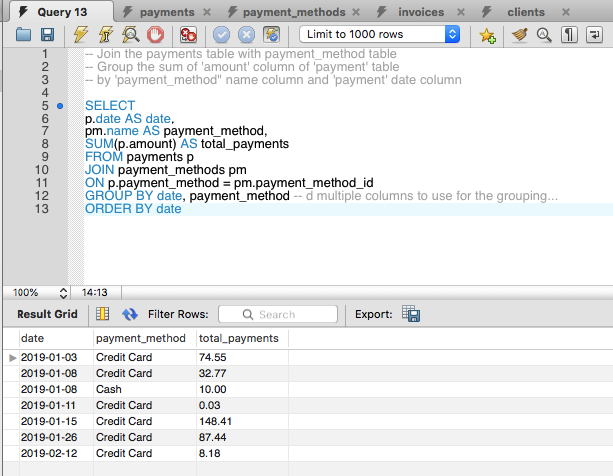 Query 13 payments payment_methods invoices clients
Limit to 1000 rows
1 -- Join the payments table with payment_method table
2 -- Group the sum of 'amount' column of 'payment' table
3 -- by 'payment_method" name column and 'payment' date column
4
5 SELECT
6 p.date AS date,
7 pm.name AS payment_method,
8 SUM(p.amount) AS total_payments
9 FROM payments p
10 JOIN payment_methods pm
11 ON p.payment_method = pm.payment_method_id
12 GROUP BY date, payment_method -- d multiple columns to use for the grouping...
13 ORDER BY date
100% 14:13
Result Grid Filter Rows: Search Export:
date payment_method total_payments
2019-01-03 Credit Card 74.55
2019-01-08 Credit Card 32.77
2019-01-08 Cash 10.00
2019-01-11 Credit Card 0.03
2019-01-15 Credit Card 148.41
2019-01-26 Credit Card 87.44
2019-02-12 Credit Card 8.18